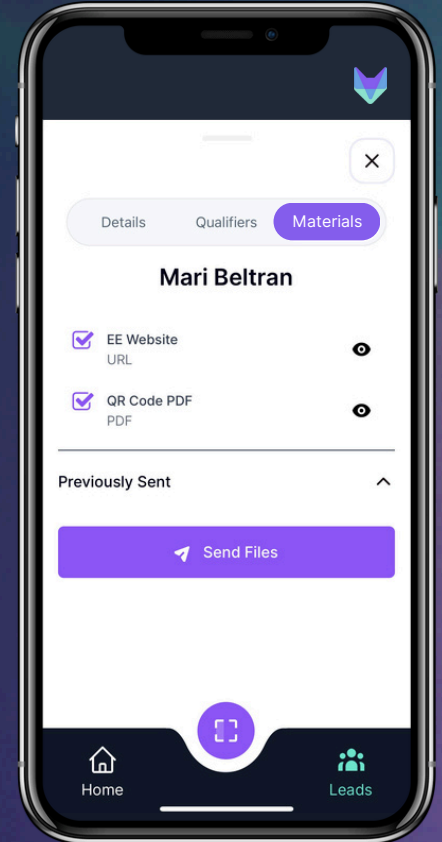 Details
Qualifiers
Materials
Mari Beltran
EE Website
URL
QR Code PDF
PDF
Previously Sent
Send Files
Home
Leads